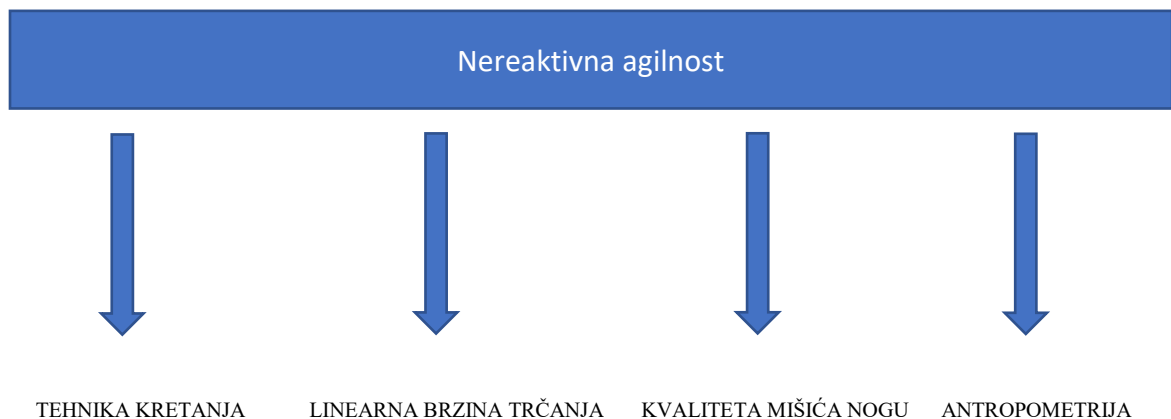 Nereaktivna agilnost
TEHNIKA KRETANJA LINEARNA BRZINA TRČANJA KVALITETA MIŠIĆA NOGU ANTROPOMETRIJA